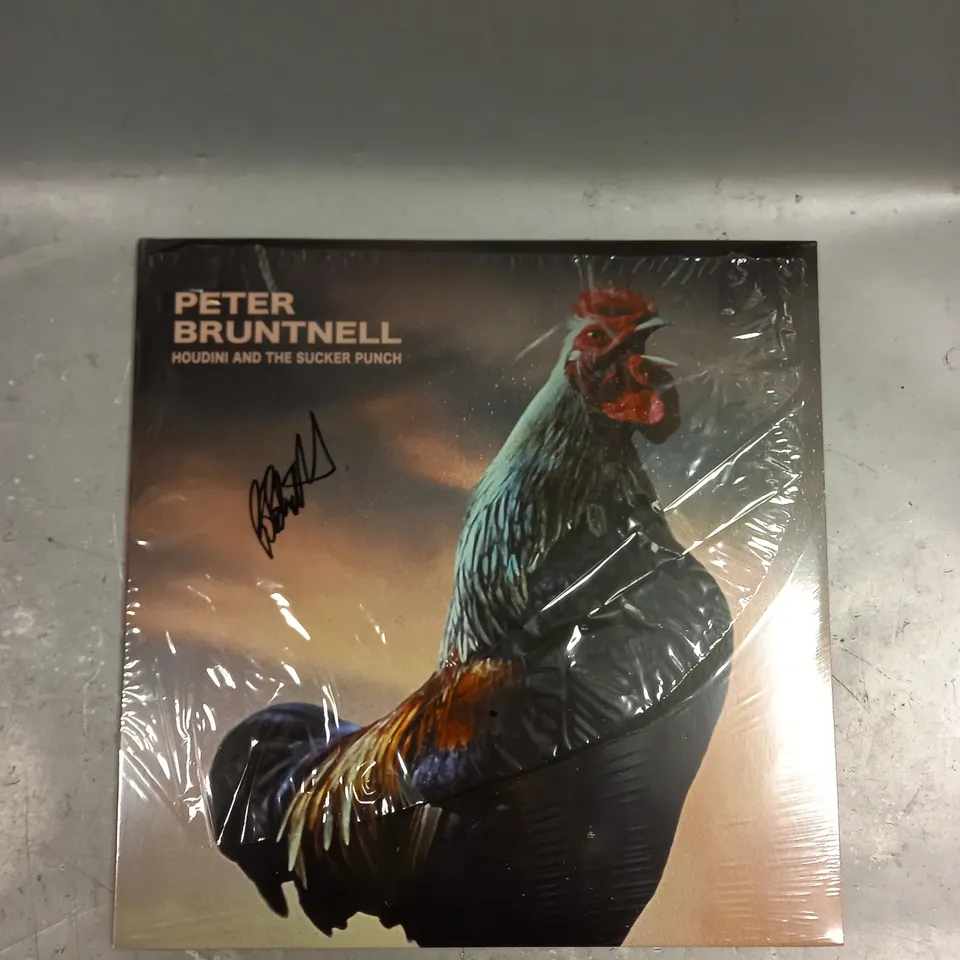 PETER
BRUNTNELL
HOUDINI AND THE SUCKER PUNCH